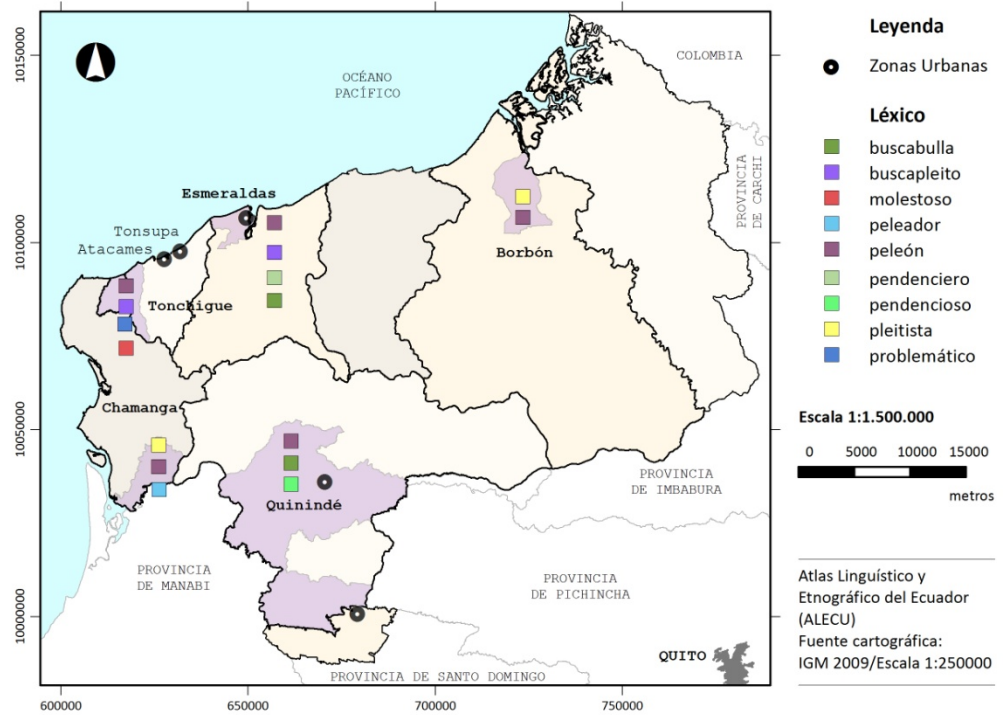 COLOMBIA
OCÉANO
PACÍFICO
PROVINCIA
DE CARCHI
Esmeraldas
Tonsupa
Atacames
Borbón
Tonchigue
Chamanga
Quinindé
PROVINCIA
DE IMBABURA
PROVINCIA
DE MANABI
PROVINCIA
DE PICHINCHA
QUITO
PROVINCIA DE SANTO DOMINGO
10150000
10100000
10050000
10000000
600000
650000
700000
750000
Leyenda
Zonas Urbanas
Léxico
buscabulla
buscapleito
molestoso
peleador
peleón
pendenciero
pendencioso
pleitista
problemático
Escala 1:1.500.000
0 5000 10000 15000
metros
Atlas Linguístico y
Etnográfico del Ecuador
(ALECU)
Fuente cartográfica:
IGM 2009/Escala 1:250000